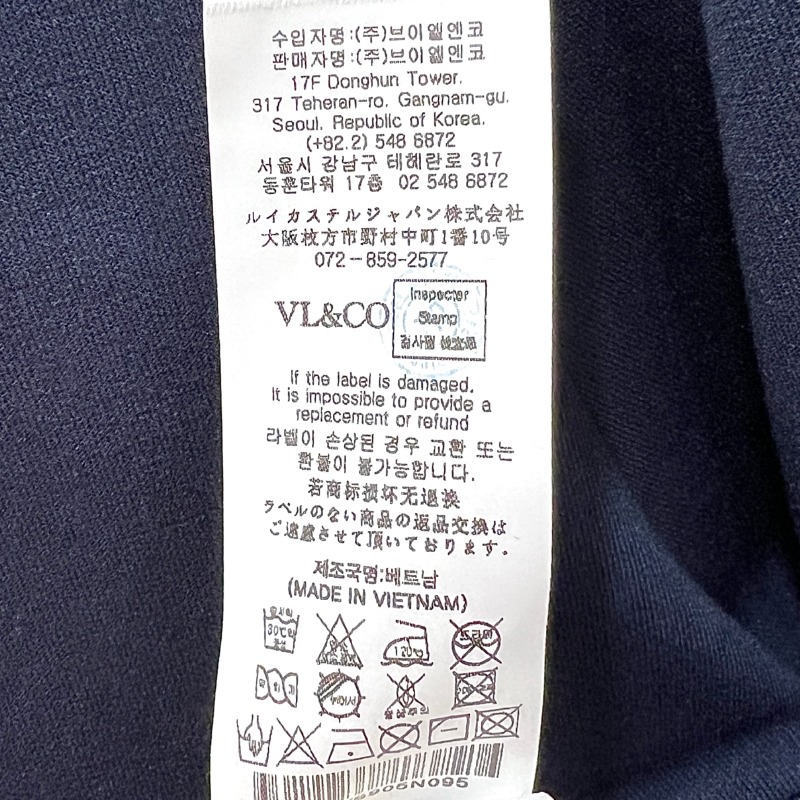 수입자명:(주)브이엘엔코
판매자명:(주)브이엘엔코
17F Donghun Tower.
317 Teheran-ro. Gangnam-gu.
Seoul. Republic of Korea.
(+82.2) 548 6872
서울시 강남구 테헤란로 317
동훈타워 17층 02 548 6872
ルイカステルジャパン株式会社
大阪枚方市野村中町1番10号
072-859-2577
VL&CO
Inspector
Stamp
If the label is damaged.
It is impossible to provide a
replacement or refund
라벨이 손상된 경우 교환 또는
환불이 불가능합니다.
若商标损坏无退换
ラベルのない商品の返品交換は
ご遠慮させて頂いております。
제조국명:베트남
(MADE IN VIETNAM)
30℃
120℃
드라이